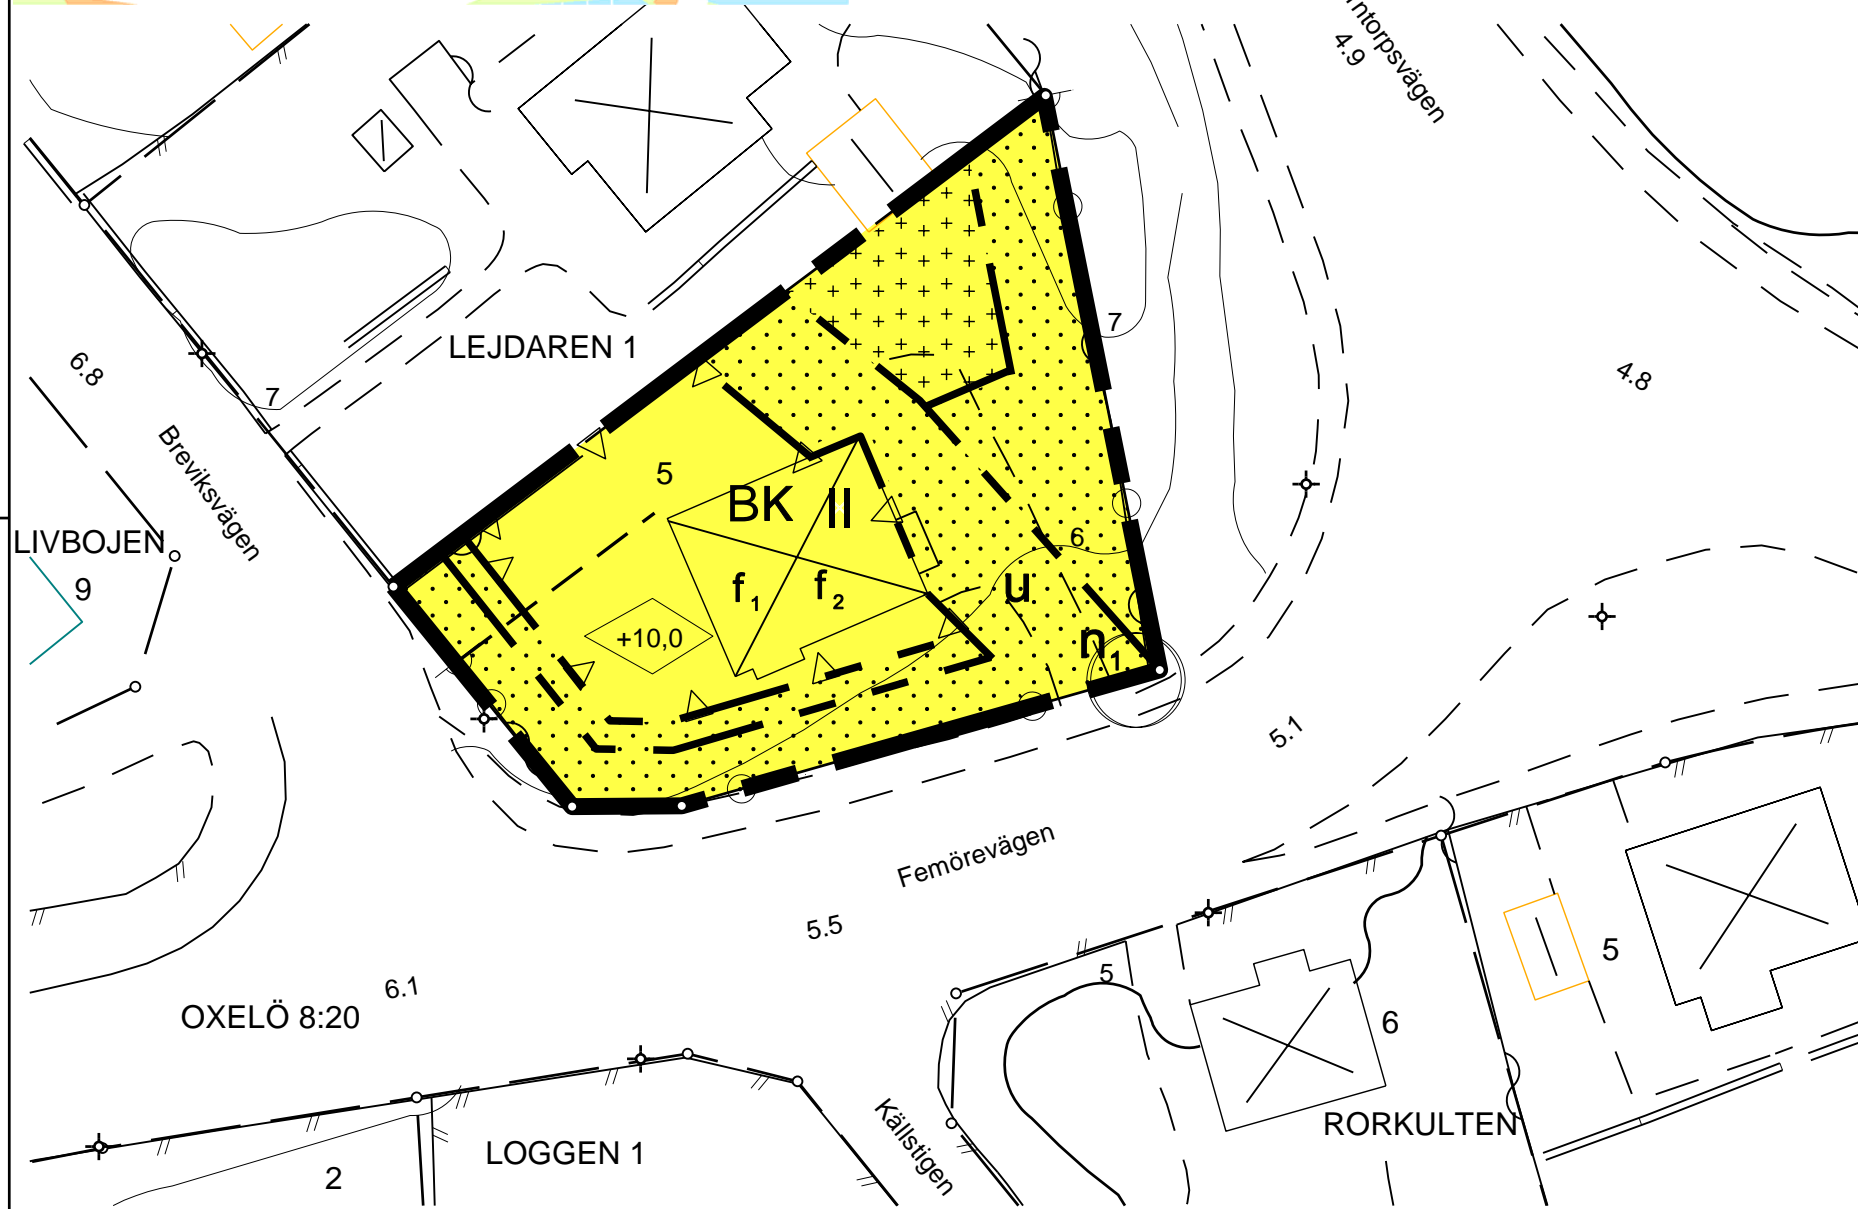 rntorpsvägen
4.9
LEJDAREN 1
7
6.8
7
4.8
Breviksvägen
5
BK II
LIVBOJEN
9
6
f1
f2
u
+10,0
n1
5.1
Femörevägen
5.5
5
5
6.1
OXELÖ 8:20
6
Källstigen
RORKULTEN
LOGGEN 1
2